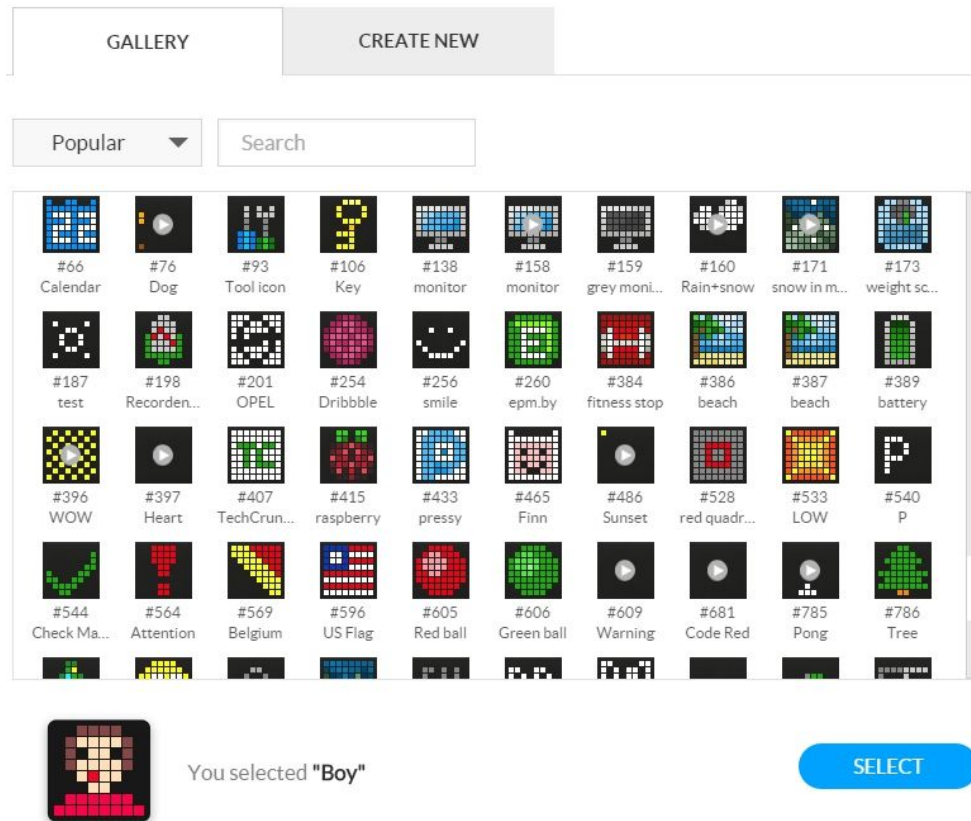 GALLERY CREATE NEW
Popular Search
#66 #76 #93 #106 #138 #158 #159 #160 #171 #173
Calendar Dog Tool icon Key monitor monitor grey moni... Rain+snow snow in m... weight sc...
#187 #198 #201 #254 #256 #260 #384 #386 #387 #389
test Recorden... OPEL Dribbble smile epm.by fitness stop beach beach battery
#396 #397 #407 #415 #433 #465 #486 #528 #533 #540
WOW Heart TechCrun... raspberry pressy Finn Sunset red quadr... LOW P
#544 #564 #569 #596 #605 #606 #609 #681 #785 #786
Check Ma... Attention Belgium US Flag Red ball Green ball Warning Code Red Pong Tree
You selected "Boy" SELECT